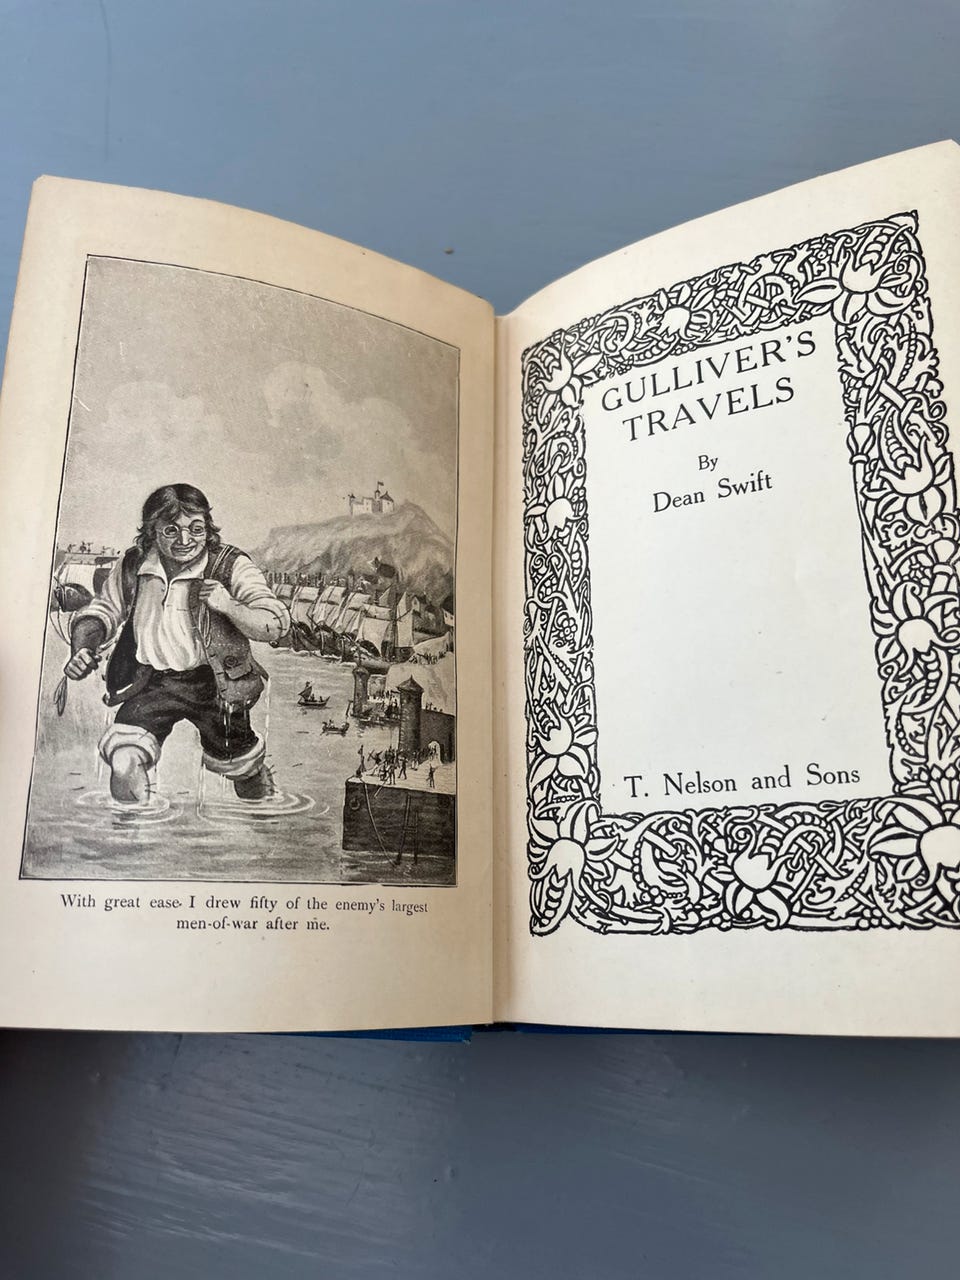 With great ease I drew fifty of the enemy's largest
men-of-war after me.
GULLIVER'S
TRAVELS
By
Dean Swift
T. Nelson and Sons